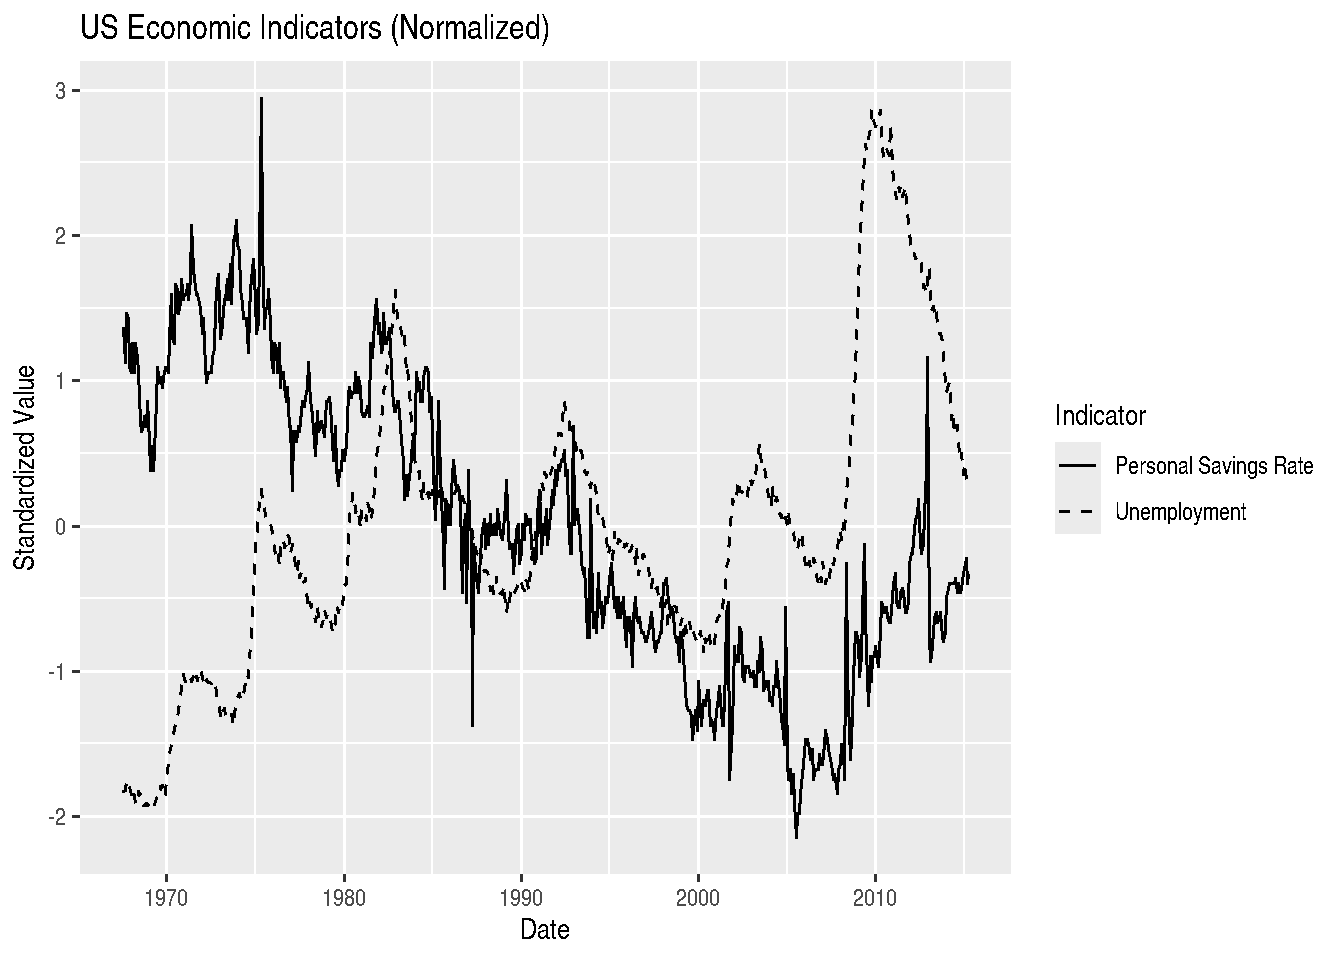 US Economic Indicators (Normalized)
3
2
1
0
-1
-2
Standardized Value
1970 1980 1990 2000 2010
Date
Indicator
Personal Savings Rate
Unemployment